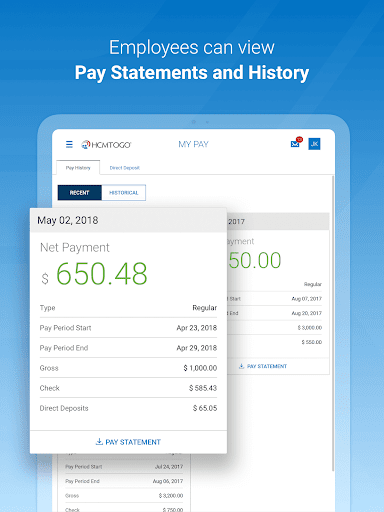 Employees can view
Pay Statements and History
HCMTOGO
MY PAY
JK
Pay History
Direct Deposit
RECENT
HISTORICAL
May 02, 2018
Net Payment
$ 650.48
Type Regular
Pay Period Start Apr 23, 2018
Pay Period End Apr 29, 2018
Gross $ 1,000.00
Check $ 585.43
Direct Deposits $ 65.05
PAY STATEMENT
2017
50.00
Regular
Start Aug 07, 2017
End Aug 20, 2017
$ 3,000.00
$ 550.00
PAY STATEMENT
Pay Period Start Jul 24, 2017
Pay Period End Aug 06, 2017
Gross $ 3,200.00
Check $ 750.00